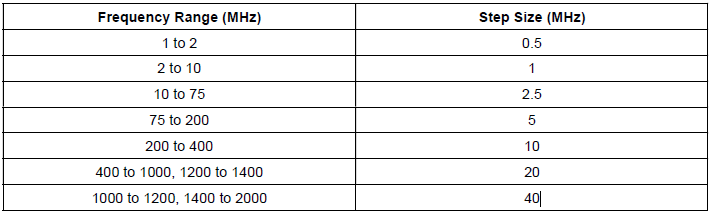 Frequency Range (MHz) Step Size (MHz)
1 to 2 0.5
2 to 10 1
10 to 75 2.5
75 to 200 5
200 to 400 10
400 to 1000, 1200 to 1400 20
1000 to 1200, 1400 to 2000 40